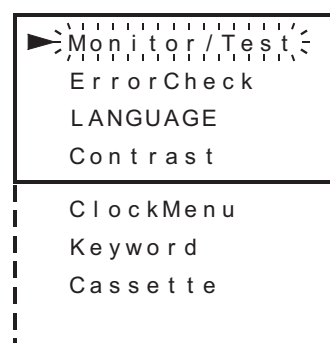 Monitor/Test
ErrorCheck
LANGUAGE
Contrast
ClockMenu
Keyword
Cassette